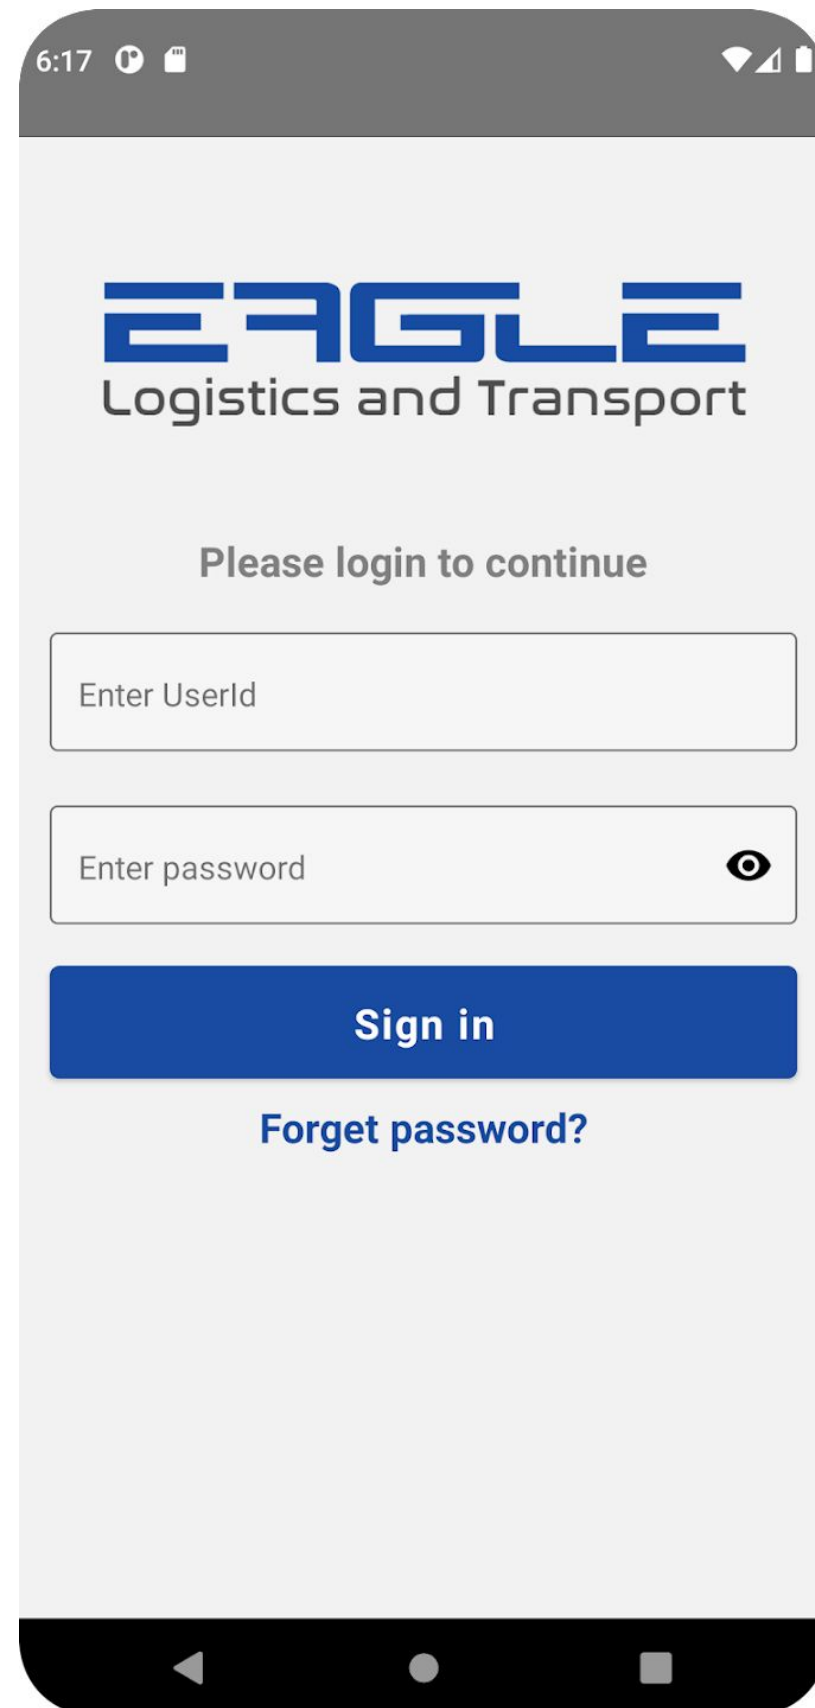 6:17
EAGLE
Logistics and Transport
Please login to continue
Enter UserId
Enter password
Sign in
Forget password?